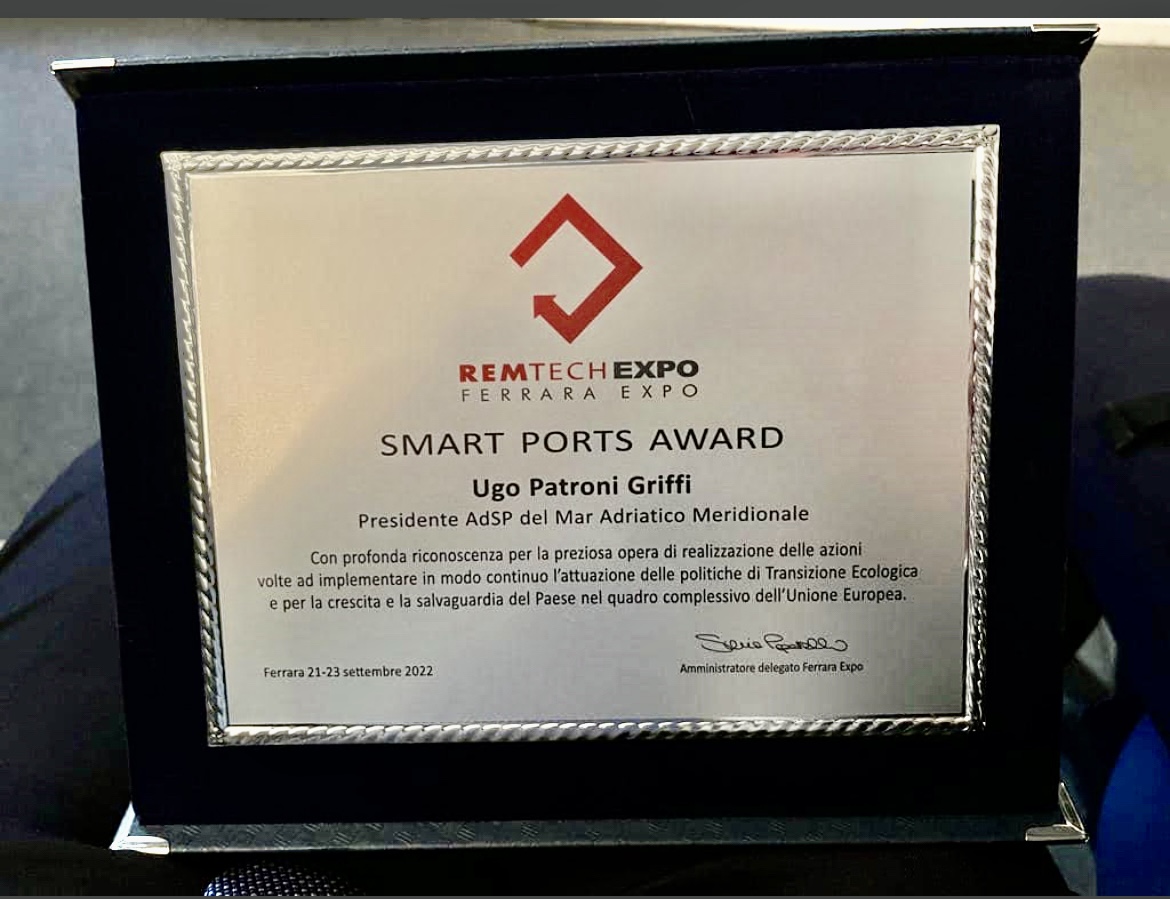 REMTECHEXPO
FERRARA EXPO
SMART PORTS AWARD
Ugo Patroni Griffi
Presidente AdSP del Mar Adriatico Meridionale
Con profonda riconoscenza per la preziosa opera di realizzazione delle azioni
volte ad implementare in modo continuo l'attuazione delle politiche di Transizione Ecologica
e per la crescita e la salvaguardia del Paese nel quadro complessivo dell'Unione Europea.
Ferrara 21-23 settembre 2022
Amministratore delegato Ferrara Expo